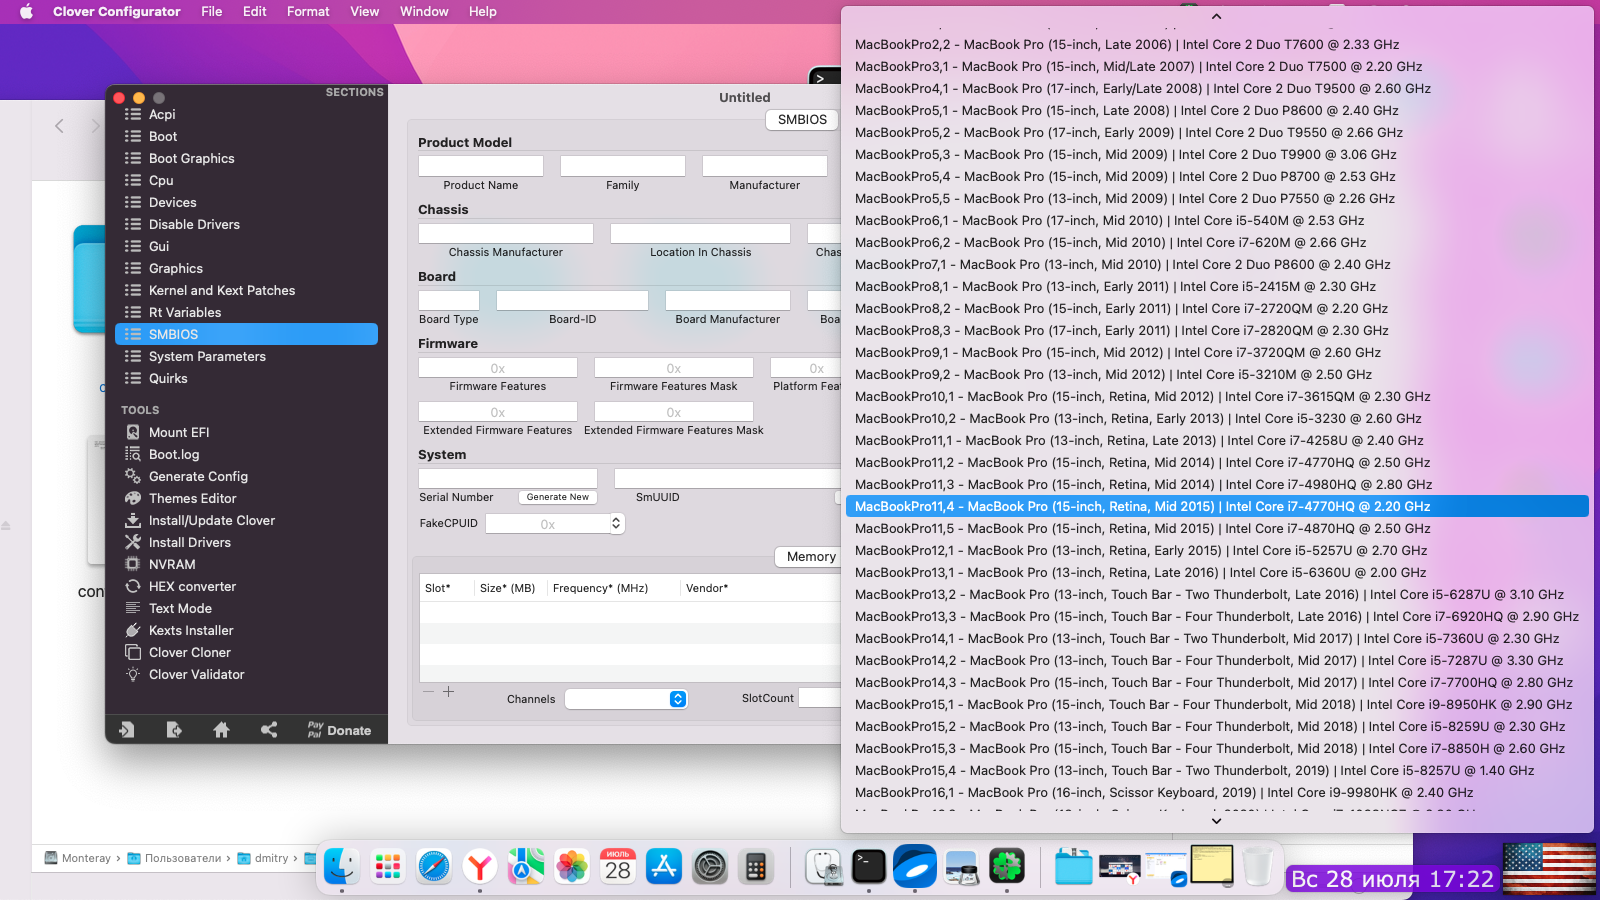 Clover Configurator File Edit Format View Window Help
SECTIONS
Acpi
Boot
Boot Graphics
Cpu
Devices
Disable Drivers
Gui
Graphics
Kernel and Kext Patches
Rt Variables
SMBIOS
System Parameters
Quirks
TOOLS
Mount EFI
Boot.log
Generate Config
Themes Editor
Install/Update Clover
Install Drivers
NVRAM
HEX converter
Text Mode
Kexts Installer
Clover Cloner
Clover Validator
Pay Pal Donate
Untitled
SMBIOS
Product Model
Product Name Family Manufacturer
Chassis
Chassis Manufacturer Location In Chassis Chas
Board
Board Type Board-ID Board Manufacturer Boa
Firmware
0x 0x 0x
Firmware Features Firmware Features Mask Platform Feat
0x 0x
Extended Firmware Features Extended Firmware Features Mask
System
Serial Number Generate New SmUUID
FakeCPUID 0x
Memory
Slot* Size* (MB) Frequency* (MHz) Vendor*
Channels SlotCount
MacBookPro2,2 - MacBook Pro (15-inch, Late 2006) | Intel Core 2 Duo T7600 @ 2.33 GHz
MacBookPro3,1 - MacBook Pro (15-inch, Mid/Late 2007) | Intel Core 2 Duo T7500 @ 2.20 GHz
MacBookPro4,1 - MacBook Pro (17-inch, Early/Late 2008) | Intel Core 2 Duo T9500 @ 2.60 GHz
MacBookPro5,1 - MacBook Pro (15-inch, Late 2008) | Intel Core 2 Duo P8600 @ 2.40 GHz
MacBookPro5,2 - MacBook Pro (17-inch, Early 2009) | Intel Core 2 Duo T9550 @ 2.66 GHz
MacBookPro5,3 - MacBook Pro (15-inch, Mid 2009) | Intel Core 2 Duo T9900 @ 3.06 GHz
MacBookPro5,4 - MacBook Pro (15-inch, Mid 2009) | Intel Core 2 Duo P8700 @ 2.53 GHz
MacBookPro5,5 - MacBook Pro (13-inch, Mid 2009) | Intel Core 2 Duo P7550 @ 2.26 GHz
MacBookPro6,1 - MacBook Pro (17-inch, Mid 2010) | Intel Core i5-540M @ 2.53 GHz
MacBookPro6,2 - MacBook Pro (15-inch, Mid 2010) | Intel Core i7-620M @ 2.66 GHz
MacBookPro7,1 - MacBook Pro (13-inch, Mid 2010) | Intel Core 2 Duo P8600 @ 2.40 GHz
MacBookPro8,1 - MacBook Pro (13-inch, Early 2011) | Intel Core i5-2415M @ 2.30 GHz
MacBookPro8,2 - MacBook Pro (15-inch, Early 2011) | Intel Core i7-2720QM @ 2.20 GHz
MacBookPro8,3 - MacBook Pro (17-inch, Early 2011) | Intel Core i7-2820QM @ 2.30 GHz
MacBookPro9,1 - MacBook Pro (15-inch, Mid 2012) | Intel Core i7-3720QM @ 2.60 GHz
MacBookPro9,2 - MacBook Pro (13-inch, Mid 2012) | Intel Core i5-3210M @ 2.50 GHz
MacBookPro10,1 - MacBook Pro (15-inch, Retina, Mid 2012) | Intel Core i7-3615QM @ 2.30 GHz
MacBookPro10,2 - MacBook Pro (13-inch, Retina, Early 2013) | Intel Core i5-3230 @ 2.60 GHz
MacBookPro11,1 - MacBook Pro (13-inch, Retina, Late 2013) | Intel Core i7-4258U @ 2.40 GHz
MacBookPro11,2 - MacBook Pro (15-inch, Retina, Mid 2014) | Intel Core i7-4770HQ @ 2.50 GHz
MacBookPro11,3 - MacBook Pro (15-inch, Retina, Mid 2014) | Intel Core i7-4980HQ @ 2.80 GHz
MacBookPro11,4 - MacBook Pro (15-inch, Retina, Mid 2015) | Intel Core i7-4770HQ @ 2.20 GHz
MacBookPro11,5 - MacBook Pro (15-inch, Retina, Mid 2015) | Intel Core i7-4870HQ @ 2.50 GHz
MacBookPro12,1 - MacBook Pro (13-inch, Retina, Early 2015) | Intel Core i5-5257U @ 2.70 GHz
MacBookPro13,1 - MacBook Pro (13-inch, Retina, Late 2016) | Intel Core i5-6360U @ 2.00 GHz
MacBookPro13,2 - MacBook Pro (13-inch, Touch Bar - Two Thunderbolt, Late 2016) | Intel Core i5-6287U @ 3.10 GHz
MacBookPro13,3 - MacBook Pro (15-inch, Touch Bar - Four Thunderbolt, Late 2016) | Intel Core i7-6920HQ @ 2.90 GHz
MacBookPro14,1 - MacBook Pro (13-inch, Touch Bar - Two Thunderbolt, Mid 2017) | Intel Core i5-7360U @ 2.30 GHz
MacBookPro14,2 - MacBook Pro (13-inch, Touch Bar - Four Thunderbolt, Mid 2017) | Intel Core i5-7287U @ 3.30 GHz
MacBookPro14,3 - MacBook Pro (15-inch, Touch Bar - Four Thunderbolt, Mid 2017) | Intel Core i7-7700HQ @ 2.80 GHz
MacBookPro15,1 - MacBook Pro (15-inch, Touch Bar - Four Thunderbolt, Mid 2018) | Intel Core i9-8950HK @ 2.90 GHz
MacBookPro15,2 - MacBook Pro (13-inch, Touch Bar - Four Thunderbolt, Mid 2018) | Intel Core i5-8259U @ 2.30 GHz
MacBookPro15,3 - MacBook Pro (15-inch, Touch Bar - Four Thunderbolt, Mid 2018) | Intel Core i7-8850H @ 2.60 GHz
MacBookPro15,4 - MacBook Pro (13-inch, Touch Bar - Two Thunderbolt, 2019) | Intel Core i5-8257U @ 1.40 GHz
MacBookPro16,1 - MacBook Pro (16-inch, Scissor Keyboard, 2019) | Intel Core i9-9980HK @ 2.40 GHz
con
Monteray › Пользователи › dmitry ›
ИЮЛЬ
28
Вс 28 июля 17:22